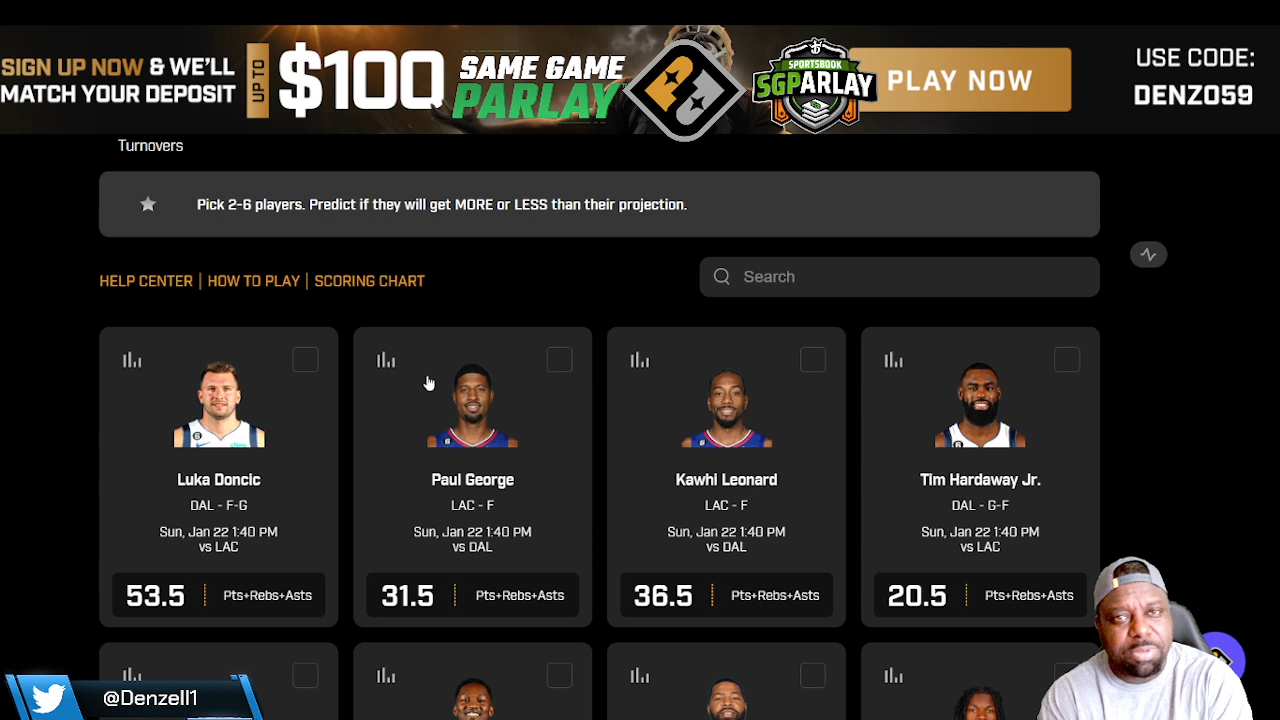 SIGN UP NOW & WE'LL
MATCH YOUR DEPOSIT
UP TO
$100
SAME GAME
PARLAY
SPORTSBOOK
SGPARLAY
PLAY NOW
USE CODE:
DENZO59
Turnovers
Pick 2-6 players. Predict if they will get MORE or LESS than their projection.
HELP CENTER | HOW TO PLAY | SCORING CHART
Search
Luka Doncic
DAL - F-G
Sun, Jan 22 1:40 PM
vs LAC
53.5 Pts+Rebs+Asts
Paul George
LAC - F
Sun, Jan 22 1:40 PM
vs DAL
31.5 Pts+Rebs+Asts
Kawhi Leonard
LAC - F
Sun, Jan 22 1:40 PM
vs DAL
36.5 Pts+Rebs+Asts
Tim Hardaway Jr.
DAL - G-F
Sun, Jan 22 1:40 PM
vs LAC
20.5 Pts+Rebs+Asts
@Denzell1